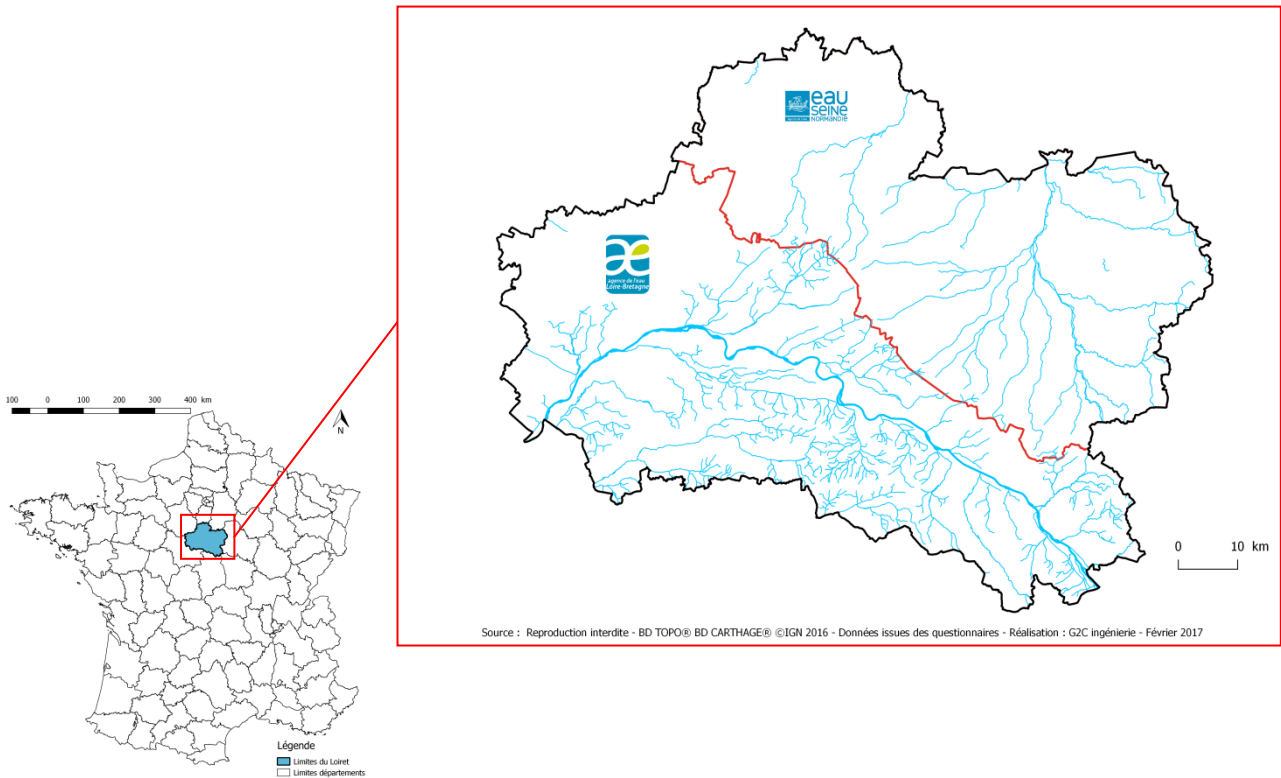 eau
SEINE
NORMANDIE
agence de l'eau
Loire-Bretagne
0 10 km
Source : Reproduction interdite - BD TOPO® BD CARTHAGE® ©IGN 2016 - Données issues des questionnaires - Réalisation : G2C ingénierie - Février 2017
100 0 100 200 300 400 km
N
Légende
Limites du Loiret
Limites départements